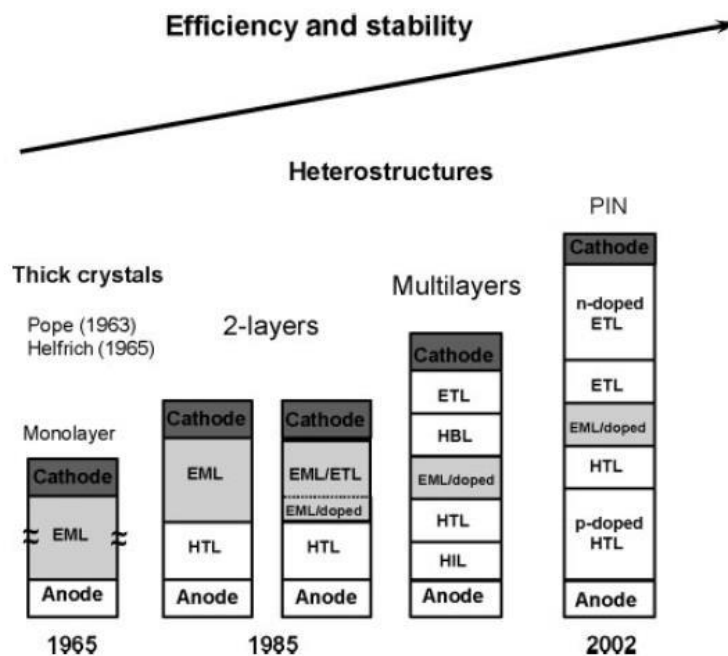 Efficiency and stability
Heterostructures
PIN
Thick crystals
Pope (1963)
Helfrich (1965)
2-layers
Multilayers
Monolayer
Cathode
EML
Anode
1965
Cathode
EML
HTL
Anode
Cathode
EML/ETL
EML/doped
HTL
Anode
1985
Cathode
ETL
HBL
EML/doped
HTL
HIL
Anode
Cathode
n-doped
ETL
ETL
EML/doped
HTL
p-doped
HTL
Anode
2002